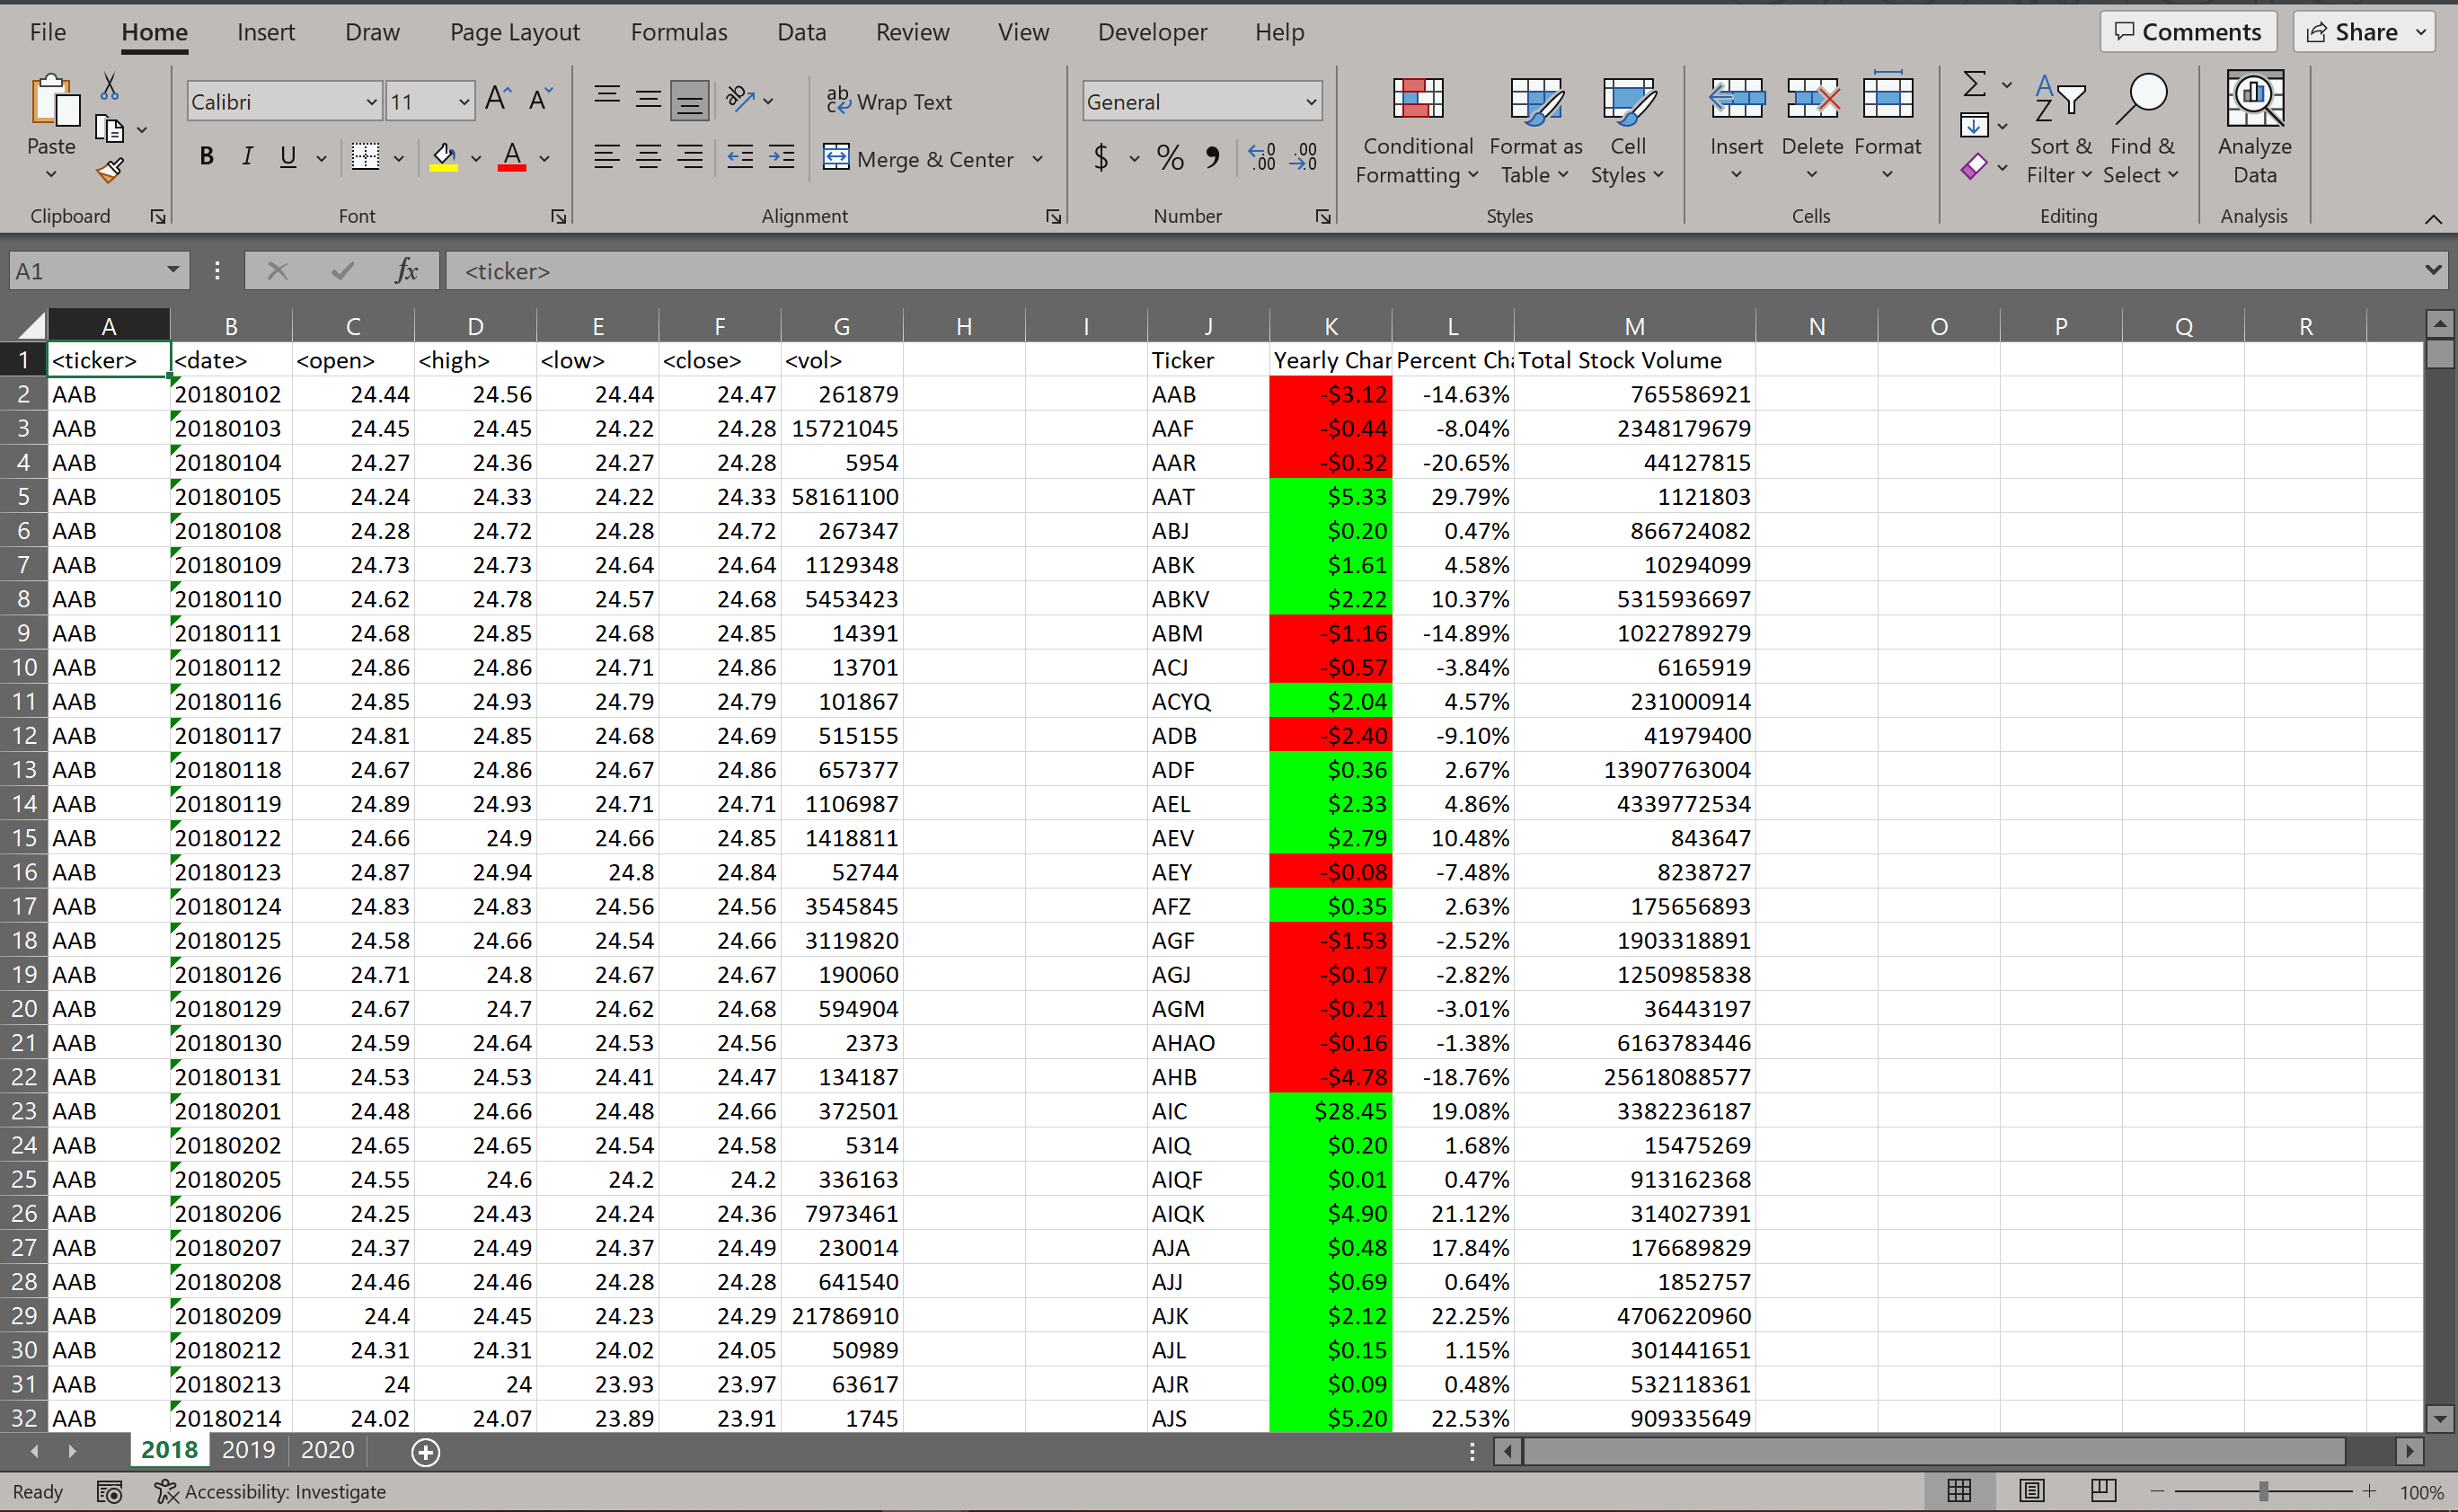 File Home Insert Draw Page Layout Formulas Data Review View Developer Help Comments Share
Calibri 11 A A ab Wrap Text General
Paste B I U A Merge & Center $ % , .0 .00 .00 .0 Conditional Formatting Format as Table Cell Styles Insert Delete Format A Z Sort & Filter Find & Select Analyze Data
Clipboard Font Alignment Number Styles Cells Editing Analysis
A1 fx <ticker>
A B C D E F G H I J K L M N O P Q R
1 <ticker> <date> <open> <high> <low> <close> <vol> Ticker Yearly Char Percent Cha Total Stock Volume
2 AAB 20180102 24.44 24.56 24.44 24.47 261879 AAB -$3.12 -14.63% 765586921
3 AAB 20180103 24.45 24.45 24.22 24.28 15721045 AAF -$0.44 -8.04% 2348179679
4 AAB 20180104 24.27 24.36 24.27 24.28 5954 AAR -$0.32 -20.65% 44127815
5 AAB 20180105 24.24 24.33 24.22 24.33 58161100 AAT $5.33 29.79% 1121803
6 AAB 20180108 24.28 24.72 24.28 24.72 267347 ABJ $0.20 0.47% 866724082
7 AAB 20180109 24.73 24.73 24.64 24.64 1129348 ABK $1.61 4.58% 10294099
8 AAB 20180110 24.62 24.78 24.57 24.68 5453423 ABKV $2.22 10.37% 5315936697
9 AAB 20180111 24.68 24.85 24.68 24.85 14391 ABM -$1.16 -14.89% 1022789279
10 AAB 20180112 24.86 24.86 24.71 24.86 13701 ACJ -$0.57 -3.84% 6165919
11 AAB 20180116 24.85 24.93 24.79 24.79 101867 ACYQ $2.04 4.57% 231000914
12 AAB 20180117 24.81 24.85 24.68 24.69 515155 ADB -$2.40 -9.10% 41979400
13 AAB 20180118 24.67 24.86 24.67 24.86 657377 ADF $0.36 2.67% 13907763004
14 AAB 20180119 24.89 24.93 24.71 24.71 1106987 AEL $2.33 4.86% 4339772534
15 AAB 20180122 24.66 24.9 24.66 24.85 1418811 AEV $2.79 10.48% 843647
16 AAB 20180123 24.87 24.94 24.8 24.84 52744 AEY -$0.08 -7.48% 8238727
17 AAB 20180124 24.83 24.83 24.56 24.56 3545845 AFZ $0.35 2.63% 175656893
18 AAB 20180125 24.58 24.66 24.54 24.66 3119820 AGF -$1.53 -2.52% 1903318891
19 AAB 20180126 24.71 24.8 24.67 24.67 190060 AGJ -$0.17 -2.82% 1250985838
20 AAB 20180129 24.67 24.7 24.62 24.68 594904 AGM -$0.21 -3.01% 36443197
21 AAB 20180130 24.59 24.64 24.53 24.56 2373 AHAO -$0.16 -1.38% 6163783446
22 AAB 20180131 24.53 24.53 24.41 24.47 134187 AHB -$4.78 -18.76% 25618088577
23 AAB 20180201 24.48 24.66 24.48 24.66 372501 AIC $28.45 19.08% 3382236187
24 AAB 20180202 24.65 24.65 24.54 24.58 5314 AIQ $0.20 1.68% 15475269
25 AAB 20180205 24.55 24.6 24.2 24.2 336163 AIQF $0.01 0.47% 913162368
26 AAB 20180206 24.25 24.43 24.24 24.36 7973461 AIQK $4.90 21.12% 314027391
27 AAB 20180207 24.37 24.49 24.37 24.49 230014 AJA $0.48 17.84% 176689829
28 AAB 20180208 24.46 24.46 24.28 24.28 641540 AJJ $0.69 0.64% 1852757
29 AAB 20180209 24.4 24.45 24.23 24.29 21786910 AJK $2.12 22.25% 4706220960
30 AAB 20180212 24.31 24.31 24.02 24.05 50989 AJL $0.15 1.15% 301441651
31 AAB 20180213 24 24 23.93 23.97 63617 AJR $0.09 0.48% 532118361
32 AAB 20180214 24.02 24.07 23.89 23.91 1745 AJS $5.20 22.53% 909335649
2018 2019 2020
Ready Accessibility: Investigate 100%